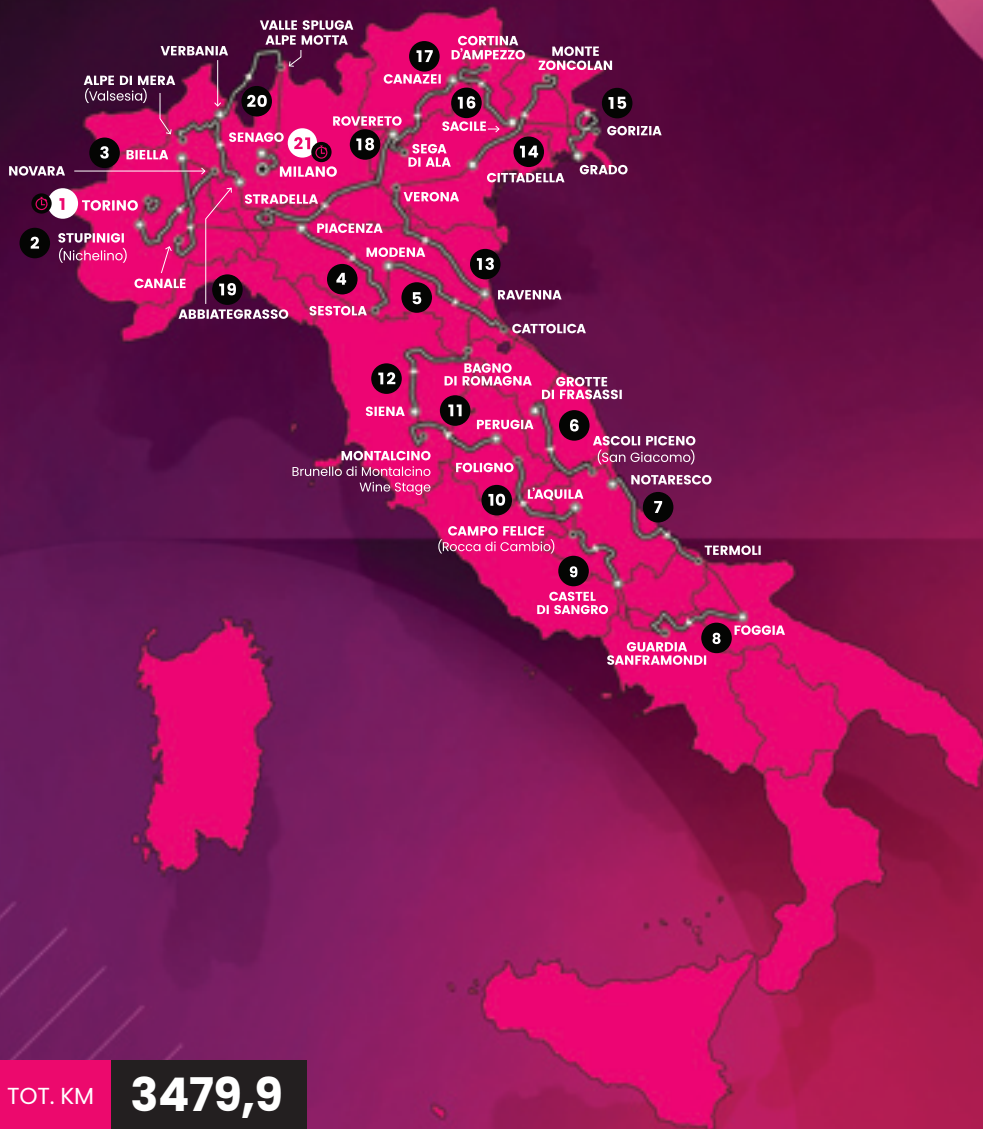 VALLE SPLUGA
ALPE MOTTA
VERBANIA
ALPE DI MERA
(Valsesia)
20
17
CORTINA
D'AMPEZZO
CANAZEI
MONTE
ZONCOLAN
16
15
GORIZIA
SACILE
ROVERETO
18
SEGA
DI ALA
14
CITTADELLA
GRADO
SENAGO
21
MILANO
3
BIELLA
NOVARA
1
TORINO
2
STUPINIGI
(Nichelino)
STRADELLA
VERONA
PIACENZA
MODENA
13
CANALE
19
ABBIATEGRASSO
4
SESTOLA
5
RAVENNA
CATTOLICA
12
BAGNO
DI ROMAGNA
GROTTE
DI FRASASSI
SIENA
11
PERUGIA
6
ASCOLI PICENO
(San Giacomo)
MONTALCINO
Brunello di Montalcino
Wine Stage
FOLIGNO
NOTARESCO
10
L'AQUILA
7
CAMPO FELICE
(Rocca di Cambio)
TERMOLI
9
CASTEL
DI SANGRO
8
FOGGIA
GUARDIA
SANFRAMONDI
TOT. KM
3479,9